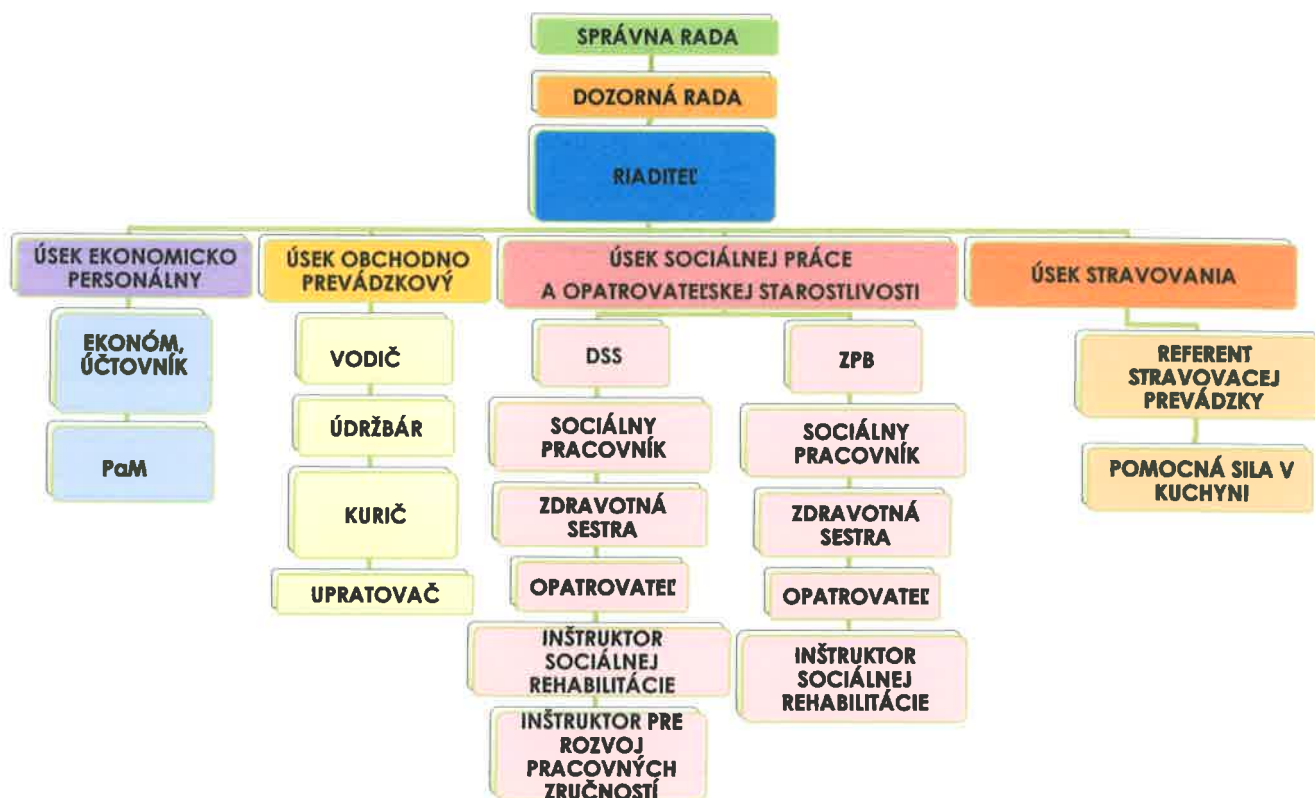 SPRÁVNA RADA
DOZORNÁ RADA
RIADITEĽ
ÚSEK EKONOMICKO
PERSONÁLNY
EKONÓM,
ÚČTOVNÍK
PaM
ÚSEK OBCHODNO
PREVÁDZKOVÝ
VODIČ
ÚDRŽBÁR
KURIČ
UPRATOVAČ
ÚSEK SOCIÁLNEJ PRÁCE
A OPATROVATEĽSKEJ STAROSTLIVOSTI
DSS
SOCIÁLNY
PRACOVNÍK
ZDRAVOTNÁ
SESTRA
OPATROVATEĽ
INŠTRUKTOR
SOCIÁLNEJ
REHABILITÁCIE
INŠTRUKTOR PRE
ROZVOJ
PRACOVNÝCH
ZRUČNOSTÍ
ZPB
SOCIÁLNY
PRACOVNÍK
ZDRAVOTNÁ
SESTRA
OPATROVATEĽ
INŠTRUKTOR
SOCIÁLNEJ
REHABILITÁCIE
ÚSEK STRAVOVANIA
REFERENT
STRAVOVACEJ
PREVÁDZKY
POMOCNÁ SILA V
KUCHYNI